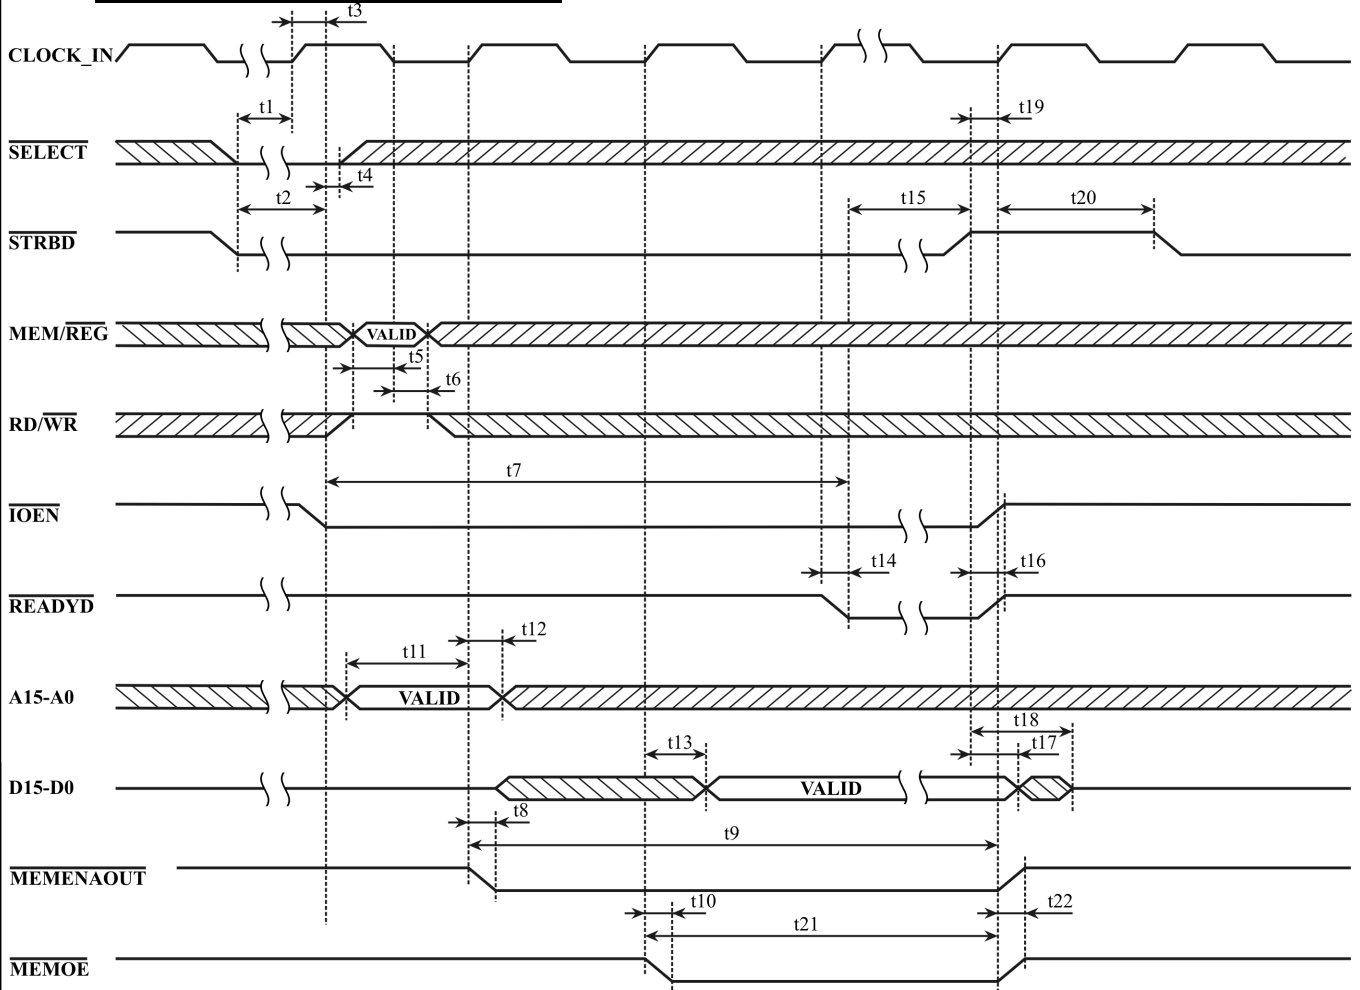 t3
CLOCK_IN
t1
t19
SELECT
t4
t2
t15
t20
STRBD
MEM/REG
VALID
t5
t6
RD/WR
t7
IOEN
t14
t16
READYD
t12
t11
A15-A0
VALID
t18
t13
t17
D15-D0
VALID
t8
t9
MEMENAOUT
t10
t22
t21
MEMOE